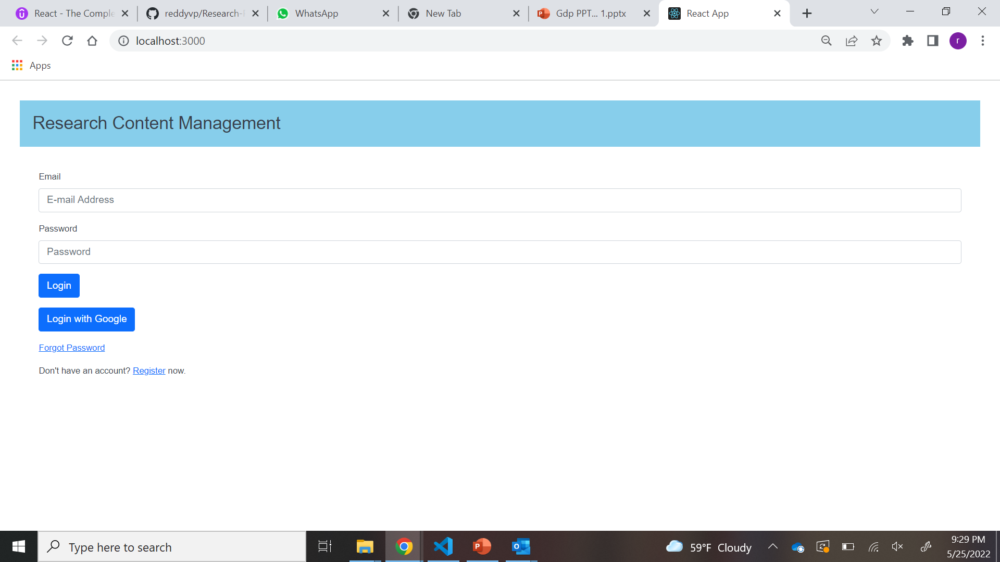 React - The Comple
reddyvp/Research-
WhatsApp
New Tab
Gdp PPT... 1.pptx
React App
localhost:3000
r
Apps
Research Content Management
Email
E-mail Address
Password
Password
Login
Login with Google
Forgot Password
Don't have an account? Register now.
Type here to search
59°F Cloudy
9:29 PM
5/25/2022